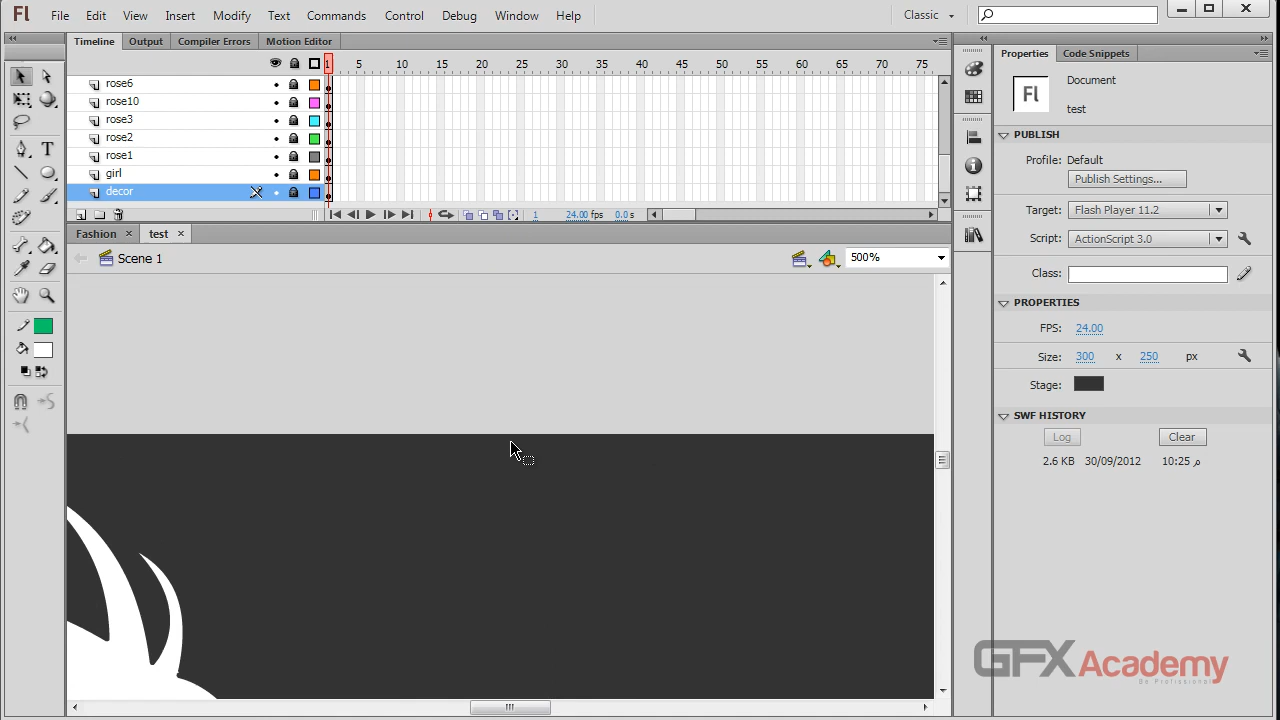 Fl File Edit View Insert Modify Text Commands Control Debug Window Help Classic
Timeline Output Compiler Errors Motion Editor
1 5 10 15 20 25 30 35 40 45 50 55 60 65 70 75
rose6
rose10
rose3
rose2
rose1
girl
decor
1 24.00 fps 0.0 s
Fashion × test ×
Scene 1 500%
Properties Code Snippets
Fl
Document
test
PUBLISH
Profile: Default
Publish Settings...
Target: Flash Player 11.2
Script: ActionScript 3.0
Class:
PROPERTIES
FPS: 24.00
Size: 300 x 250 px
Stage:
SWF HISTORY
Log Clear
2.6 KB 30/09/2012 10:25 م
GFXAcademy
Be Professional